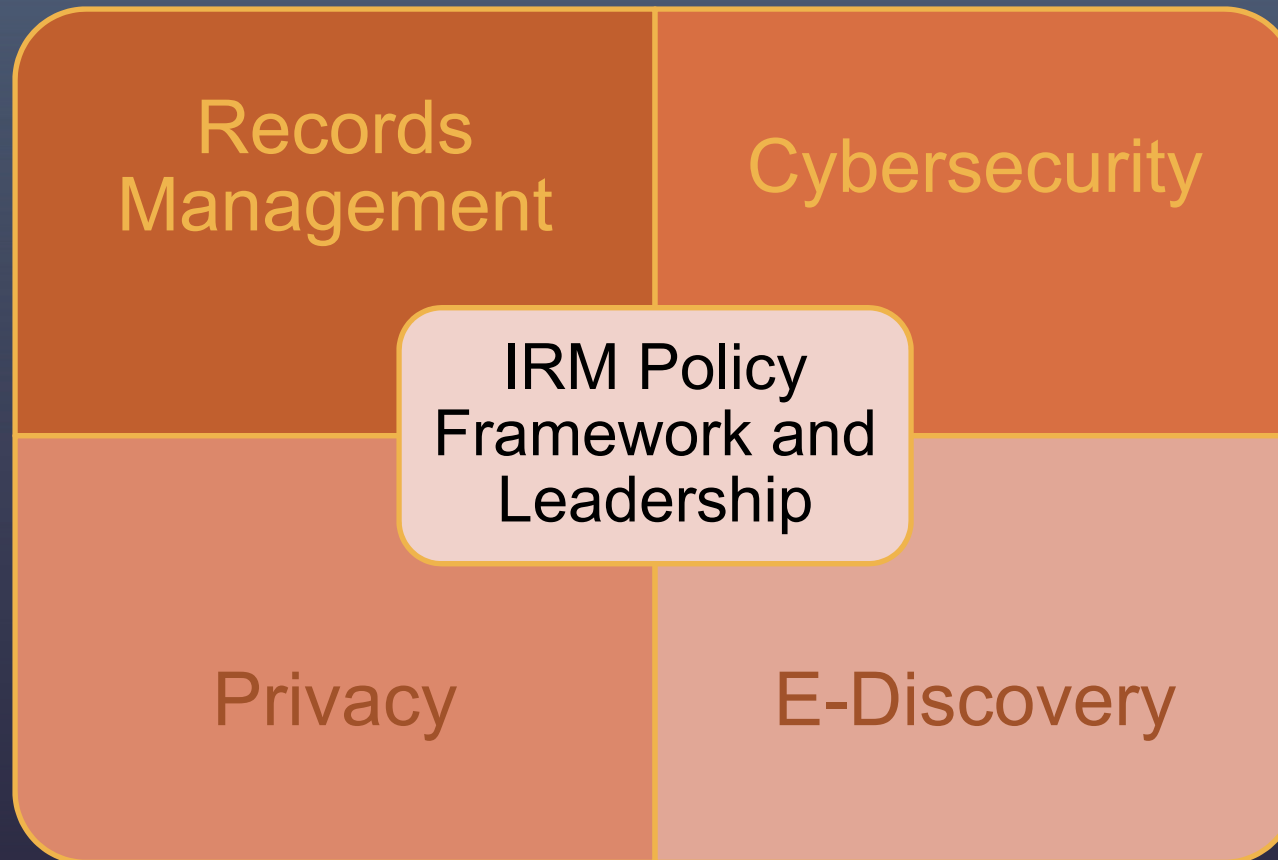 Records
Management
Cybersecurity
IRM Policy
Framework and
Leadership
Privacy
E-Discovery